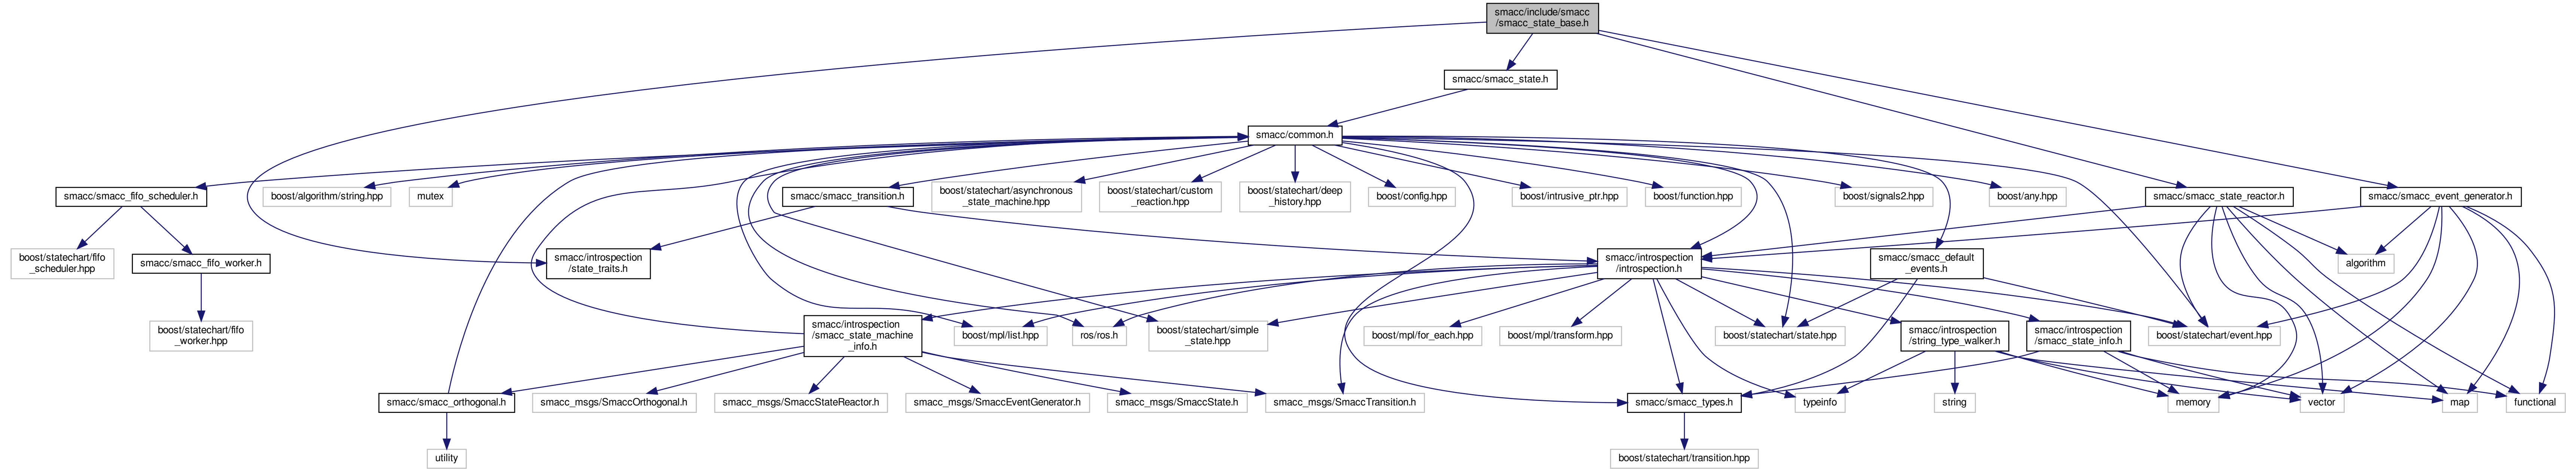 smacc/include/smacc
/smacc_state_base.h
smacc/smacc_state.h
smacc/common.h
smacc/smacc_fifo_scheduler.h
boost/algorithm/string.hpp
mutex
smacc/smacc_transition.h
boost/statechart/asynchronous
_state_machine.hpp
boost/statechart/custom
_reaction.hpp
boost/statechart/deep
_history.hpp
boost/config.hpp
boost/intrusive_ptr.hpp
boost/function.hpp
boost/signals2.hpp
boost/any.hpp
smacc/smacc_state_reactor.h
smacc/smacc_event_generator.h
boost/statechart/fifo
_scheduler.hpp
smacc/smacc_fifo_worker.h
smacc/introspection
/state_traits.h
smacc/introspection
/introspection.h
smacc/smacc_default
_events.h
algorithm
boost/statechart/fifo
_worker.hpp
smacc/introspection
/smacc_state_machine
_info.h
boost/mpl/list.hpp
ros/ros.h
boost/statechart/simple
_state.hpp
boost/mpl/for_each.hpp
boost/mpl/transform.hpp
boost/statechart/state.hpp
smacc/introspection
/string_type_walker.h
smacc/introspection
/smacc_state_info.h
boost/statechart/event.hpp
smacc/smacc_orthogonal.h
smacc_msgs/SmaccOrthogonal.h
smacc_msgs/SmaccStateReactor.h
smacc_msgs/SmaccEventGenerator.h
smacc_msgs/SmaccState.h
smacc_msgs/SmaccTransition.h
smacc/smacc_types.h
typeinfo
string
memory
vector
map
functional
utility
boost/statechart/transition.hpp